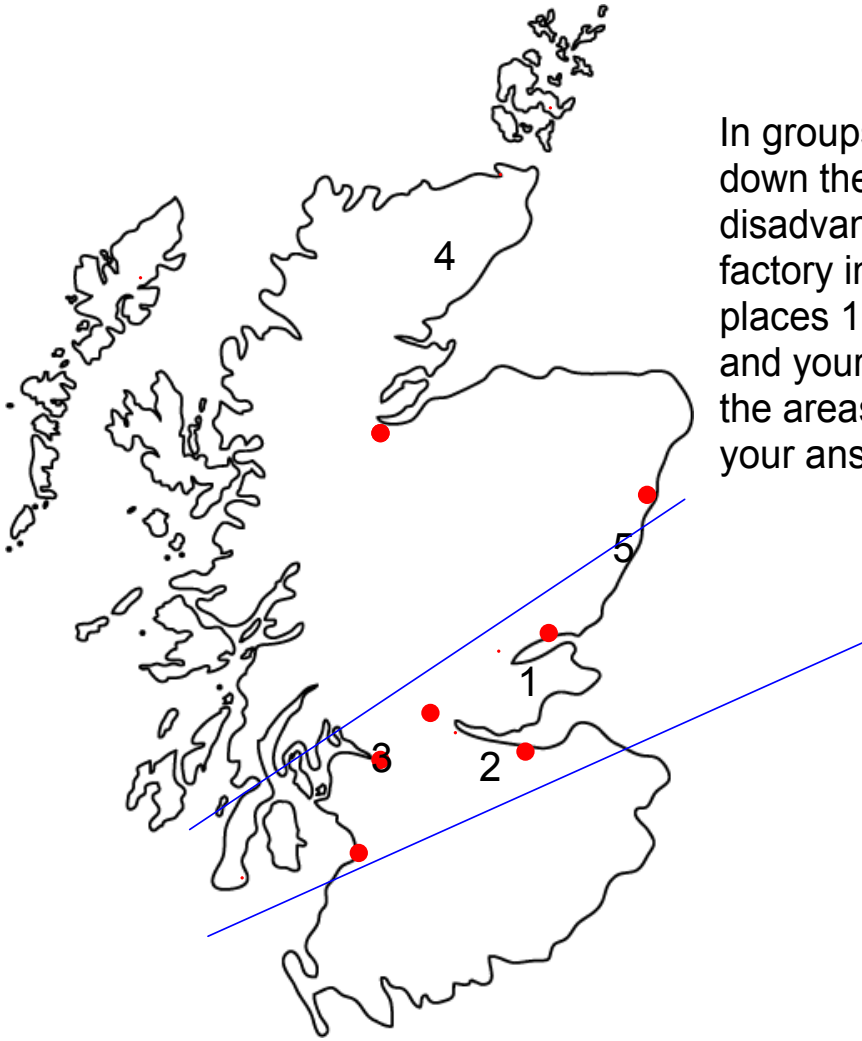 In groups
down the
disadvan
factory in
places 1
and your
the areas
your ans
4
5
1
3
2